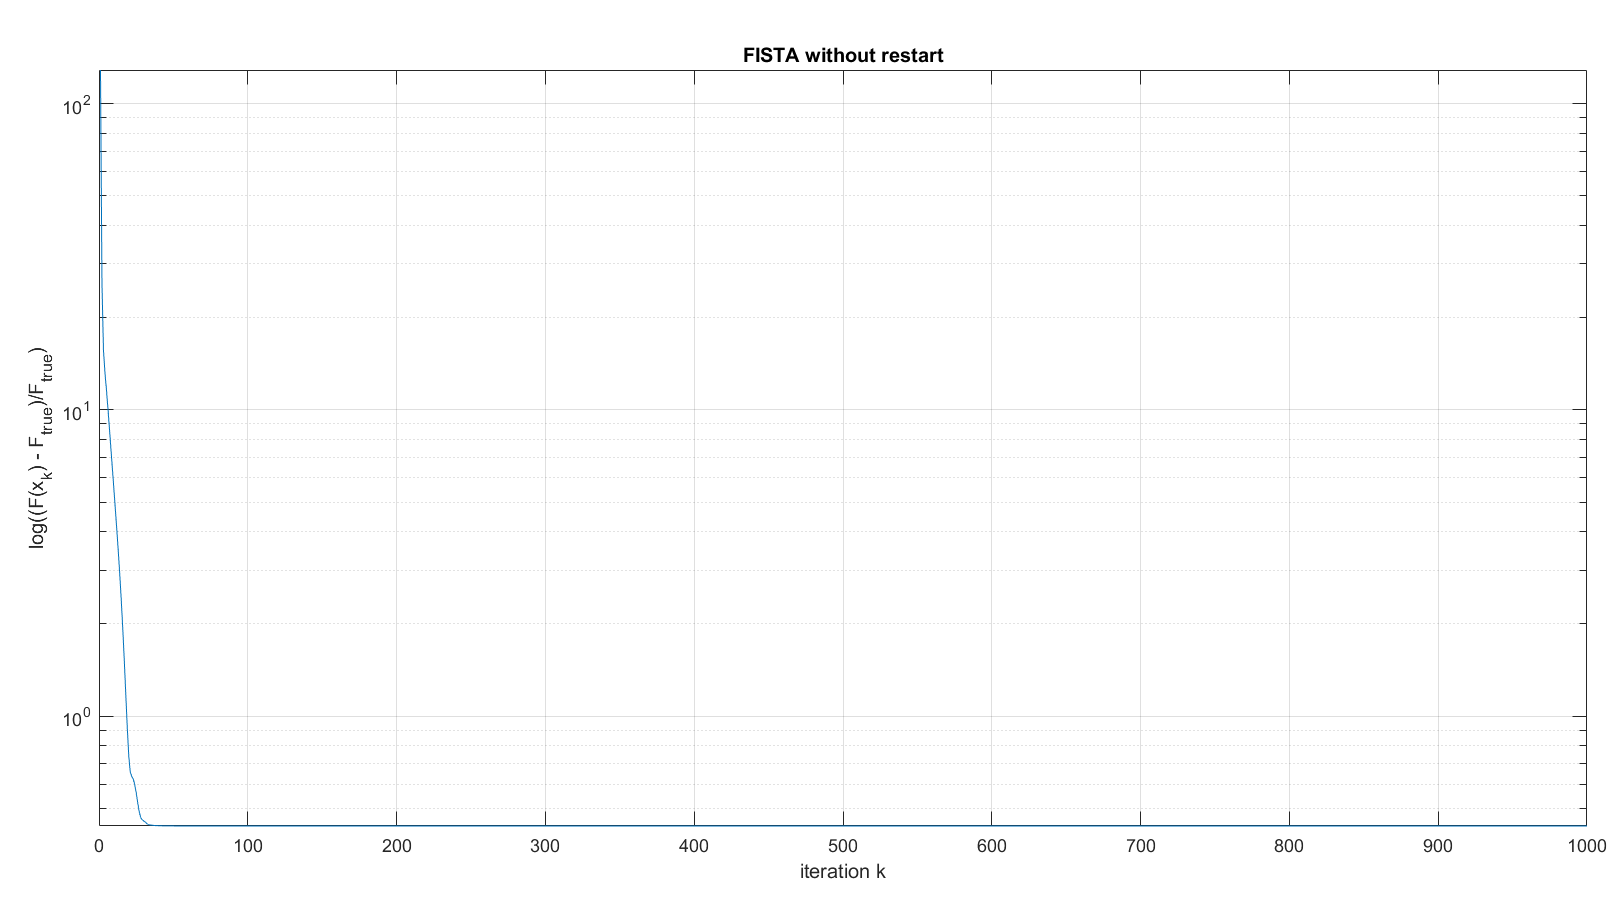 FISTA without restart
10^2
10^1
10^0
log((F(x_k) - F_true)/F_true)
0 100 200 300 400 500 600 700 800 900 1000
iteration k